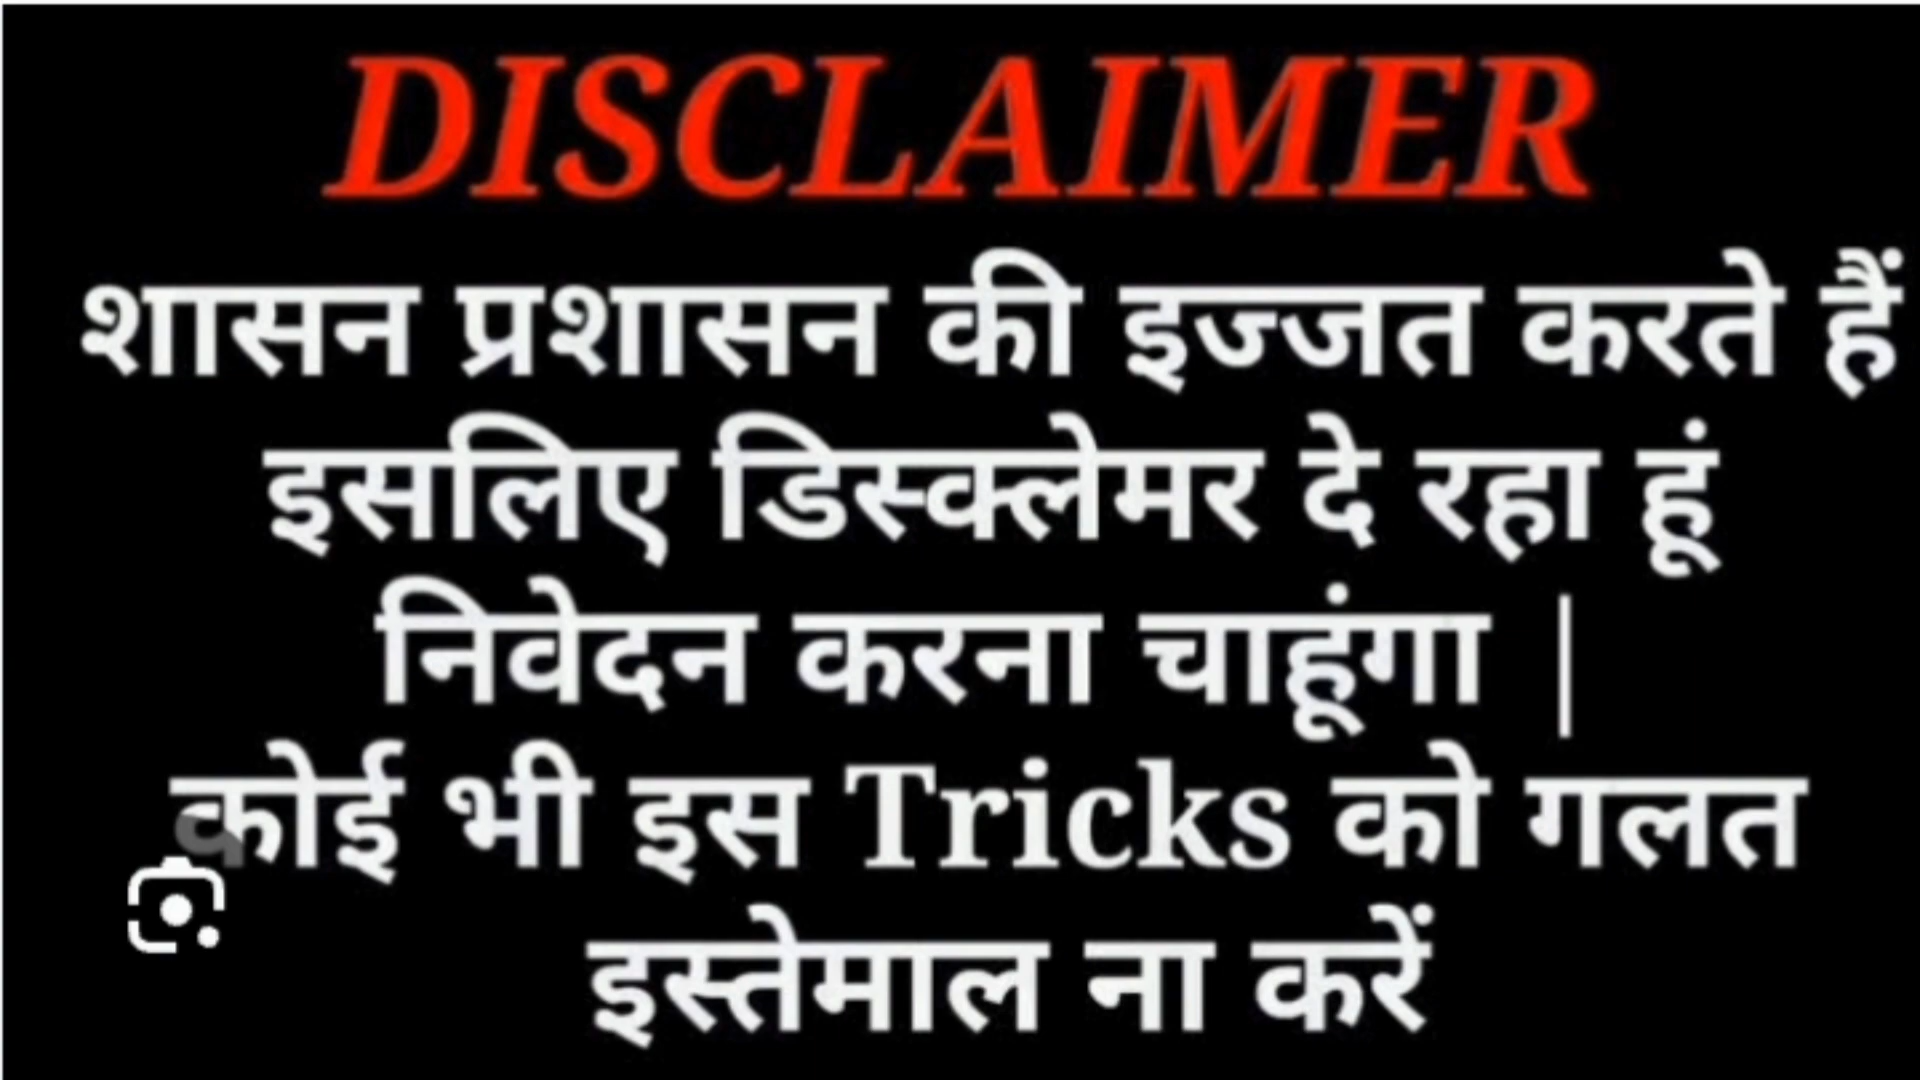 DISCLAIMER
शासन प्रशासन की इज्जत करते हैं
इसलिए डिस्क्लेमर दे रहा हूं
निवेदन करना चाहूंगा |
कोई भी इस Tricks को गलत
इस्तेमाल ना करें